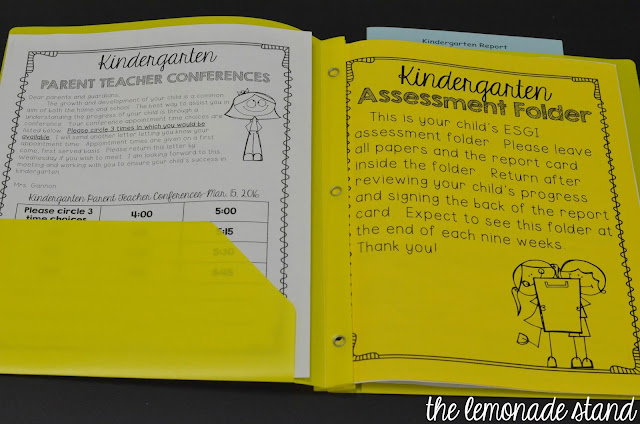 Kindergarten
PARENT TEACHER CONFERENCES
Dear parents and guardians,
The growth and development of your child is a common
aim of both the home and school. The best way to assist you in
understanding the progress of your child is through a
conference. Your conference appointment time choices are
listed below. Please circle 3 times in which you would be
available. I will send another letter letting you know your
appointment time. Appointment times are given on a first
come, first served basis. Please return this letter by
Wednesday if you wish to meet. I am looking forward to this
meeting and working with you to ensure your child's success in
kindergarten.
Mrs. Gannon
Kindergarten Parent Teacher Conferences-Mar. 15, 2016
Please circle 3 4:00 5:00
time choices 5:15
5:30
5:45
Kindergarten Report
Kindergarten
Assessment Folder
This is your child's ESGI
assessment folder. Please leave
all papers and the report card
inside the folder. Return after
reviewing your child's progress
and signing the back of the report
card. Expect to see this folder at
the end of each nine weeks.
Thank you!
the lemonade stand